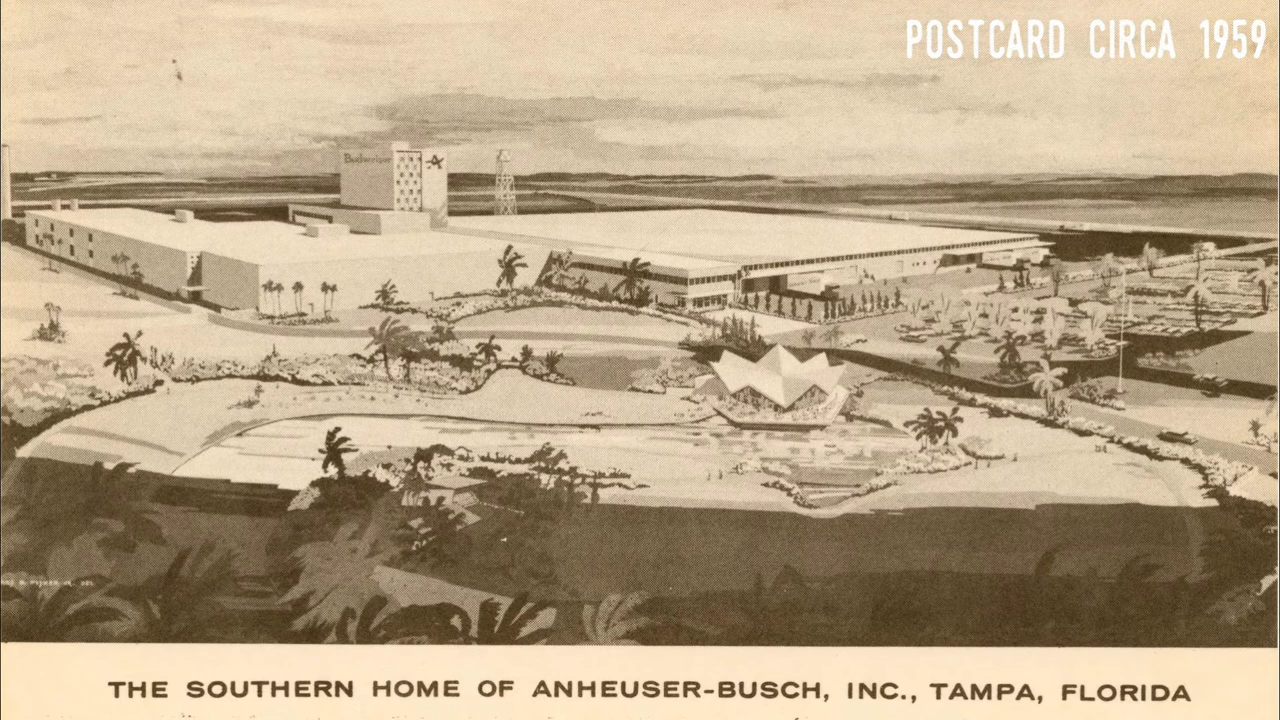 POSTCARD CIRCA 1959
Budweiser
A
THE SOUTHERN HOME OF ANHEUSER-BUSCH, INC., TAMPA, FLORIDA